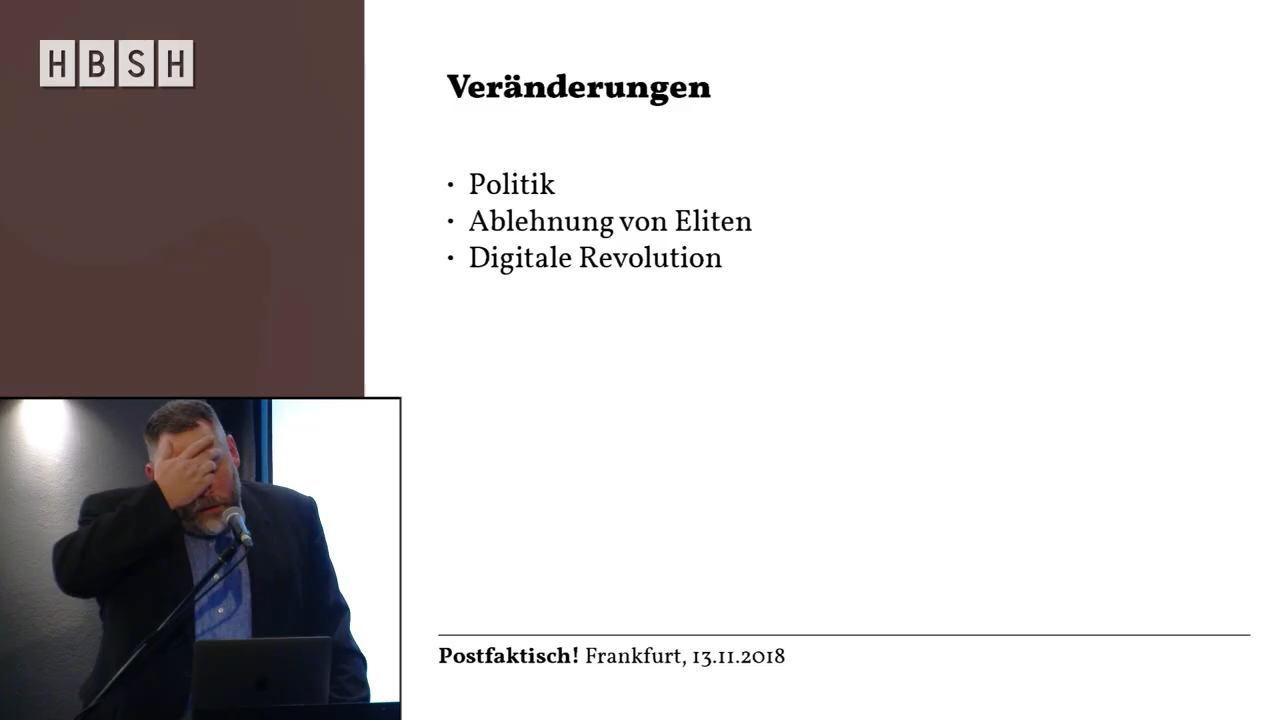 HBSH
Veränderungen
• Politik
• Ablehnung von Eliten
• Digitale Revolution
Postfaktisch! Frankfurt, 13.11.2018